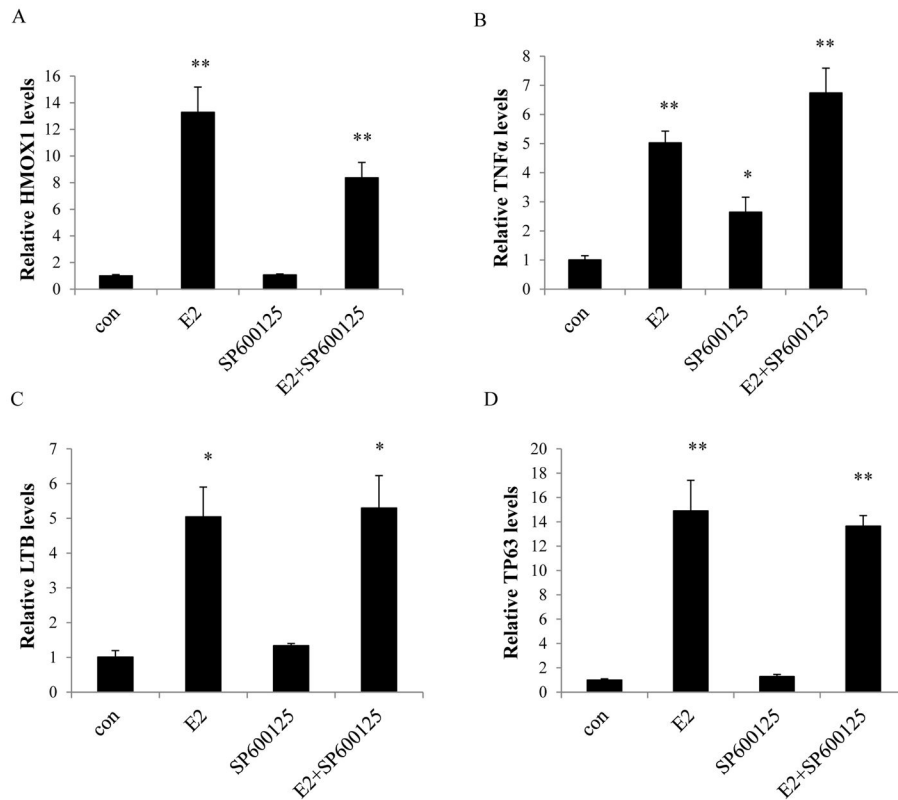 A
Relative HMOX1 levels
16
14
12
10
8
6
4
2
0
**
**
con
E2
SP600125
E2+SP600125
B
Relative TNFα levels
8
7
6
5
4
3
2
1
0
**
*
**
con
E2
SP600125
E2+SP600125
C
Relative LTB levels
7
6
5
4
3
2
1
0
*
*
con
E2
SP600125
E2+SP600125
D
Relative TP63 levels
20
18
16
14
12
10
8
6
4
2
0
**
**
con
E2
SP600125
E2+SP600125